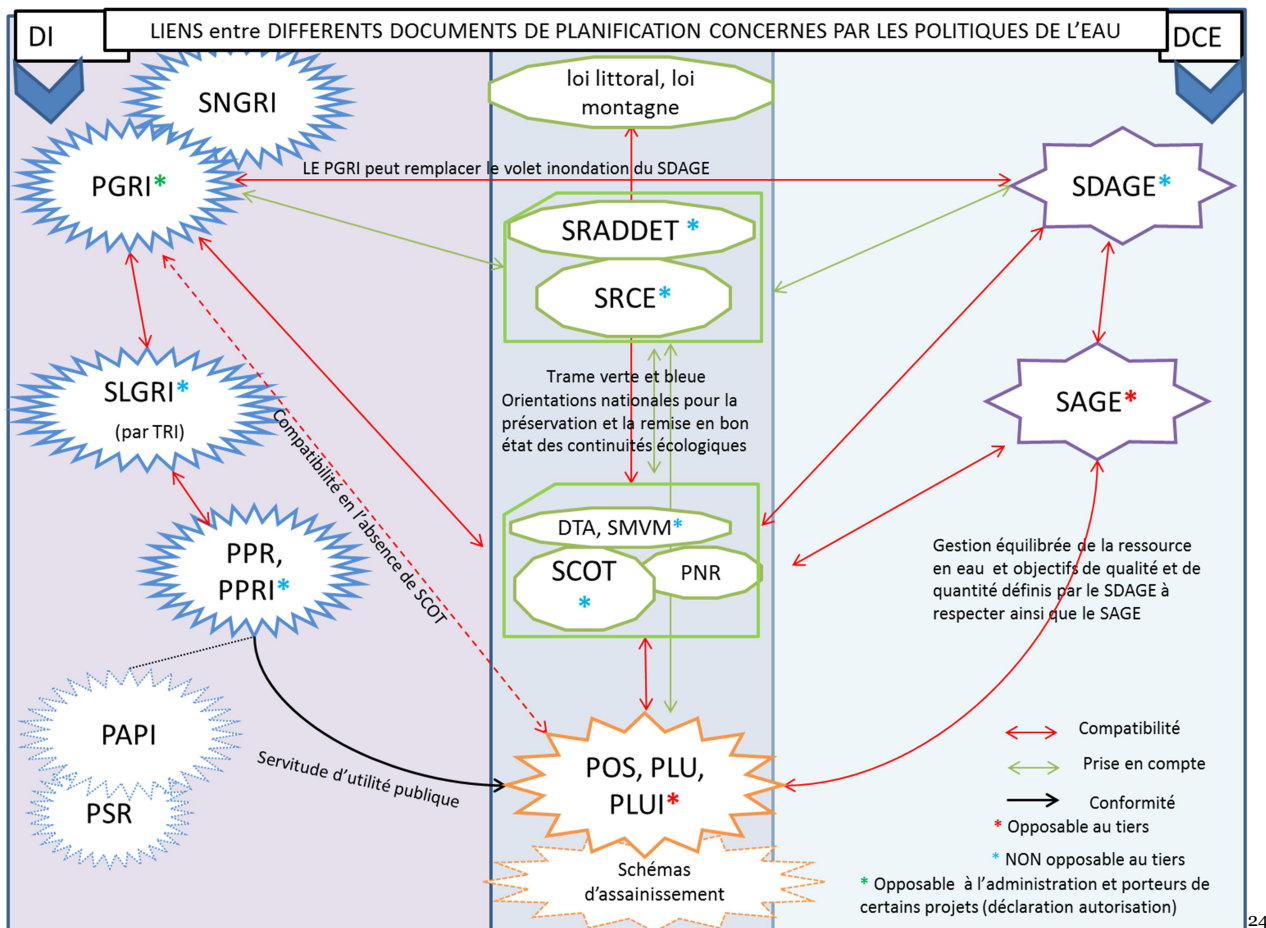 LIENS entre DIFFERENTS DOCUMENTS DE PLANIFICATION CONCERNES PAR LES POLITIQUES DE L’EAU
DI
DCE
SNGRI
loi littoral, loi
montagne
LE PGRI peut remplacer le volet inondation du SDAGE
PGRI*
SDAGE*
SRADDET *
SRCE*
SLGRI*
(par TRI)
Trame verte et bleue
Orientations nationales pour la
préservation et la remise en bon
état des continuités écologiques
SAGE*
Compatibilité en l’absence de SCOT
PPR,
PPRI*
DTA, SMVM*
SCOT
*
PNR
Gestion équilibrée de la ressource
en eau et objectifs de qualité et de
quantité définis par le SDAGE à
respecter ainsi que le SAGE
PAPI
PSR
Servitude d’utilité publique
POS, PLU,
PLUI*
Schémas
d’assainissement
Compatibilité
Prise en compte
Conformité
* Opposable au tiers
* NON opposable au tiers
* Opposable à l’administration et porteurs de
certains projets (déclaration autorisation)
24